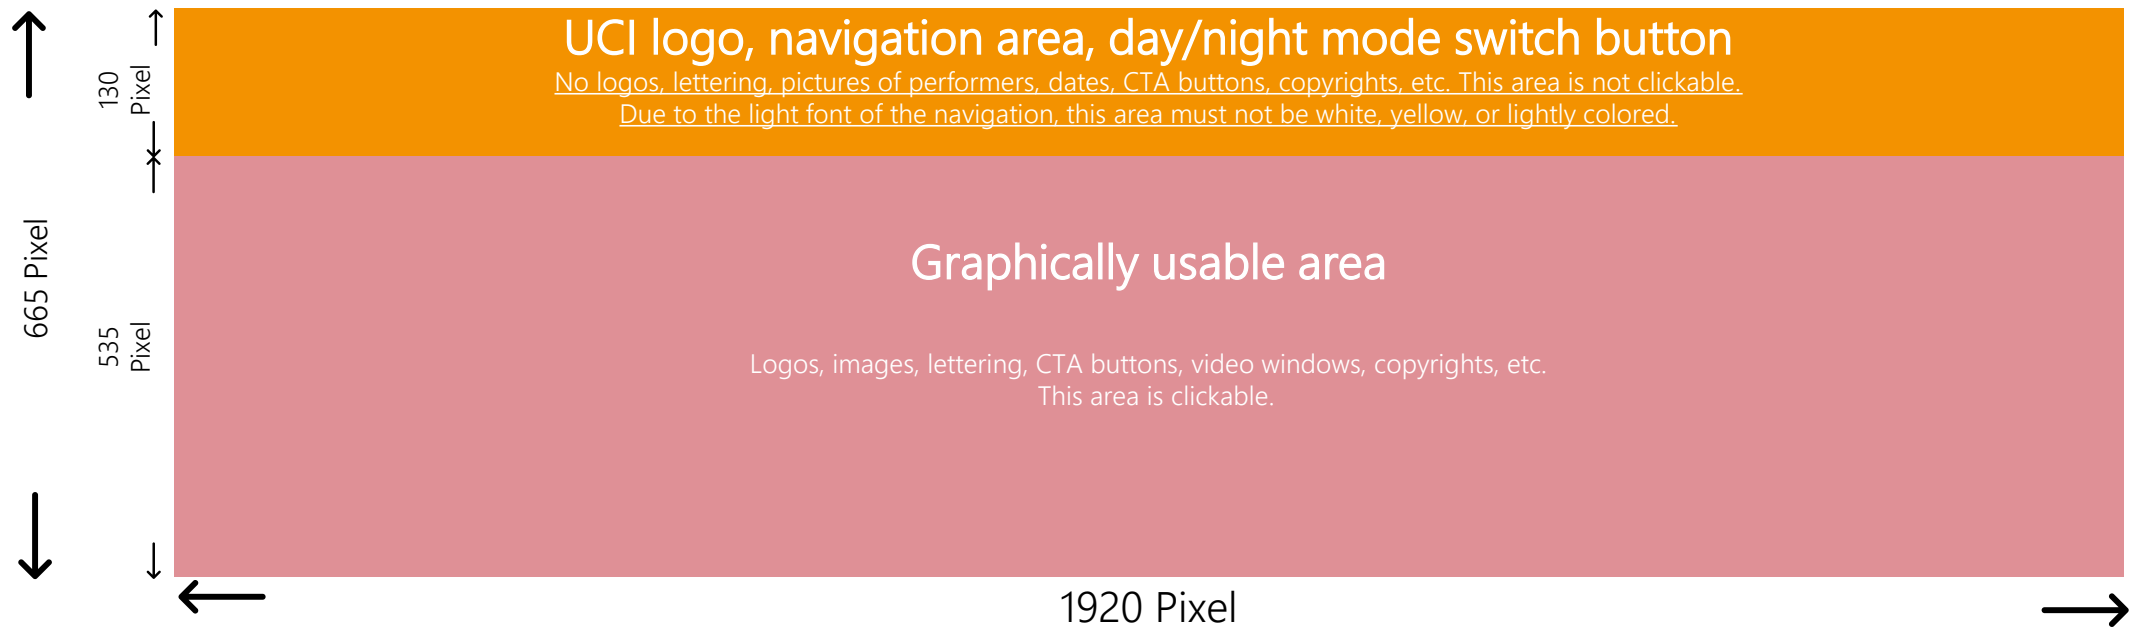 UCI logo, navigation area, day/night mode switch button
No logos, lettering, pictures of performers, dates, CTA buttons, copyrights, etc. This area is not clickable.
Due to the light font of the navigation, this area must not be white, yellow, or lightly colored.
130
Pixel
665 Pixel
Graphically usable area
535
Pixel
Logos, images, lettering, CTA buttons, video windows, copyrights, etc.
This area is clickable.
1920 Pixel